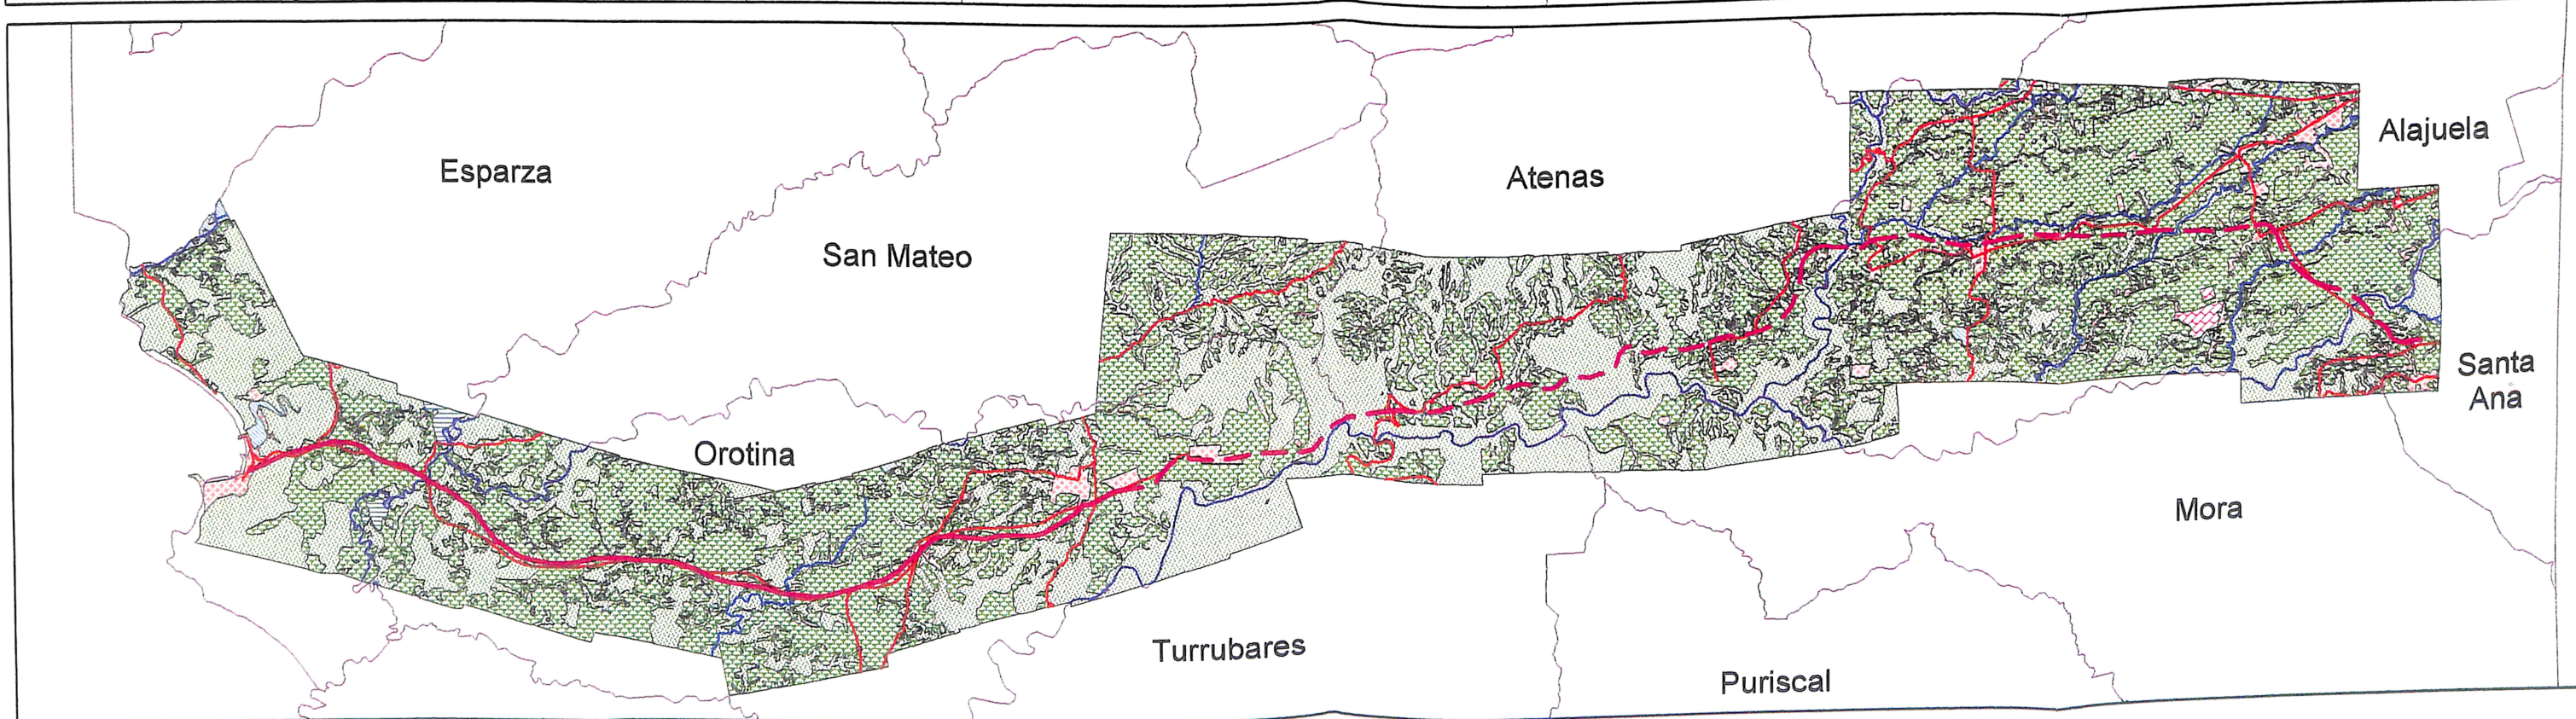 Alajuela
Esparza
Atenas
San Mateo
Santa
Ana
Orotina
Mora
Turrubares
Puriscal